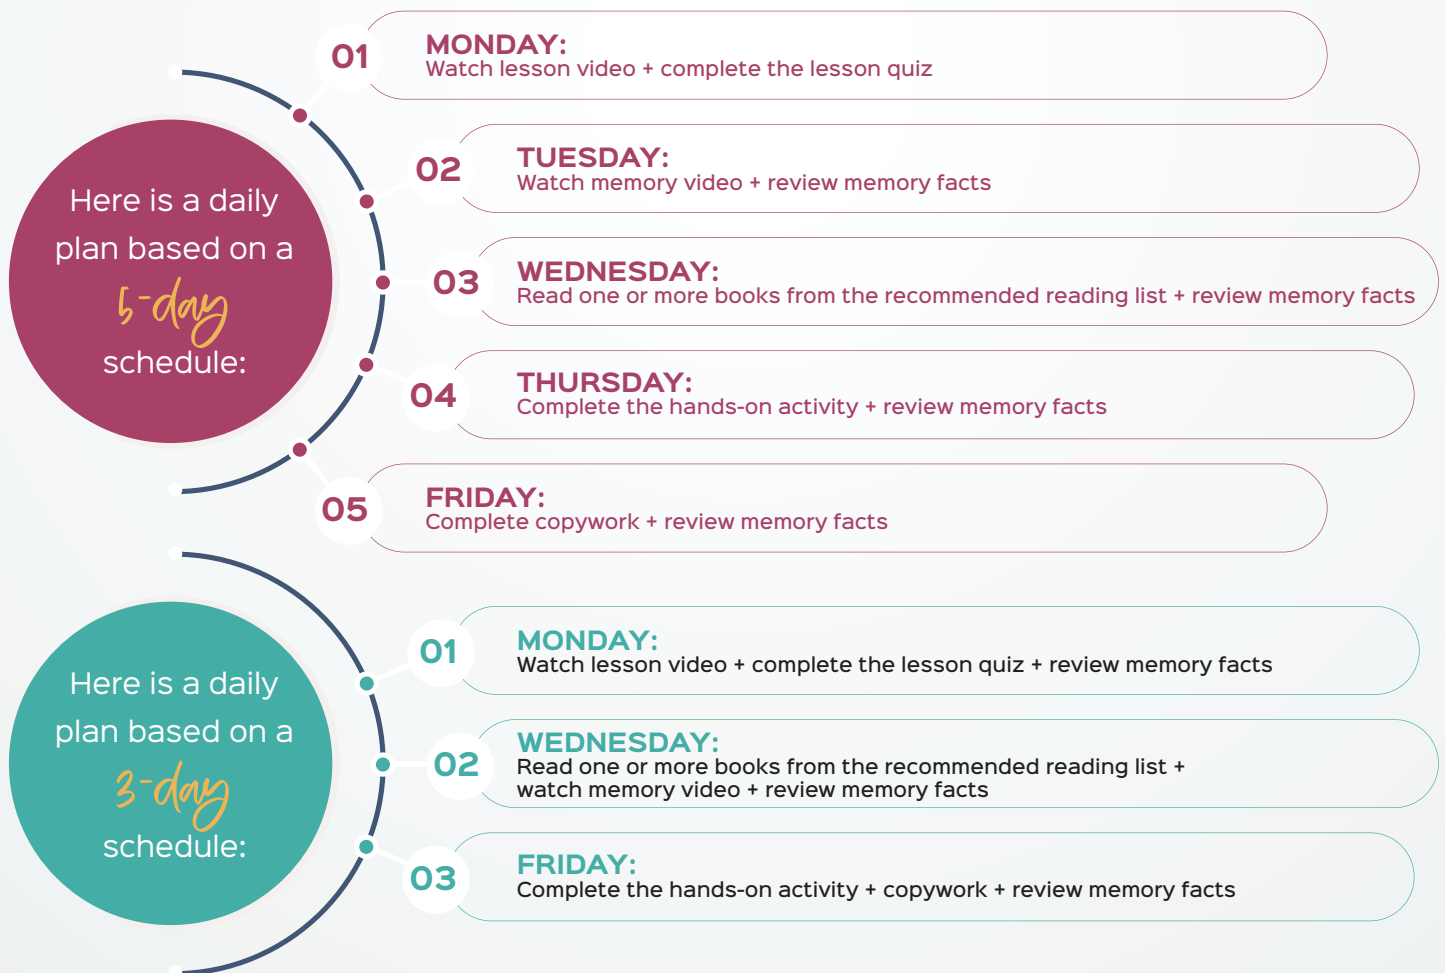 Here is a daily
plan based on a
5-day
schedule:
01
MONDAY:
Watch lesson video + complete the lesson quiz
02
TUESDAY:
Watch memory video + review memory facts
03
WEDNESDAY:
Read one or more books from the recommended reading list + review memory facts
04
THURSDAY:
Complete the hands-on activity + review memory facts
05
FRIDAY:
Complete copywork + review memory facts
Here is a daily
plan based on a
3-day
schedule:
01
MONDAY:
Watch lesson video + complete the lesson quiz + review memory facts
02
WEDNESDAY:
Read one or more books from the recommended reading list +
watch memory video + review memory facts
03
FRIDAY:
Complete the hands-on activity + copywork + review memory facts